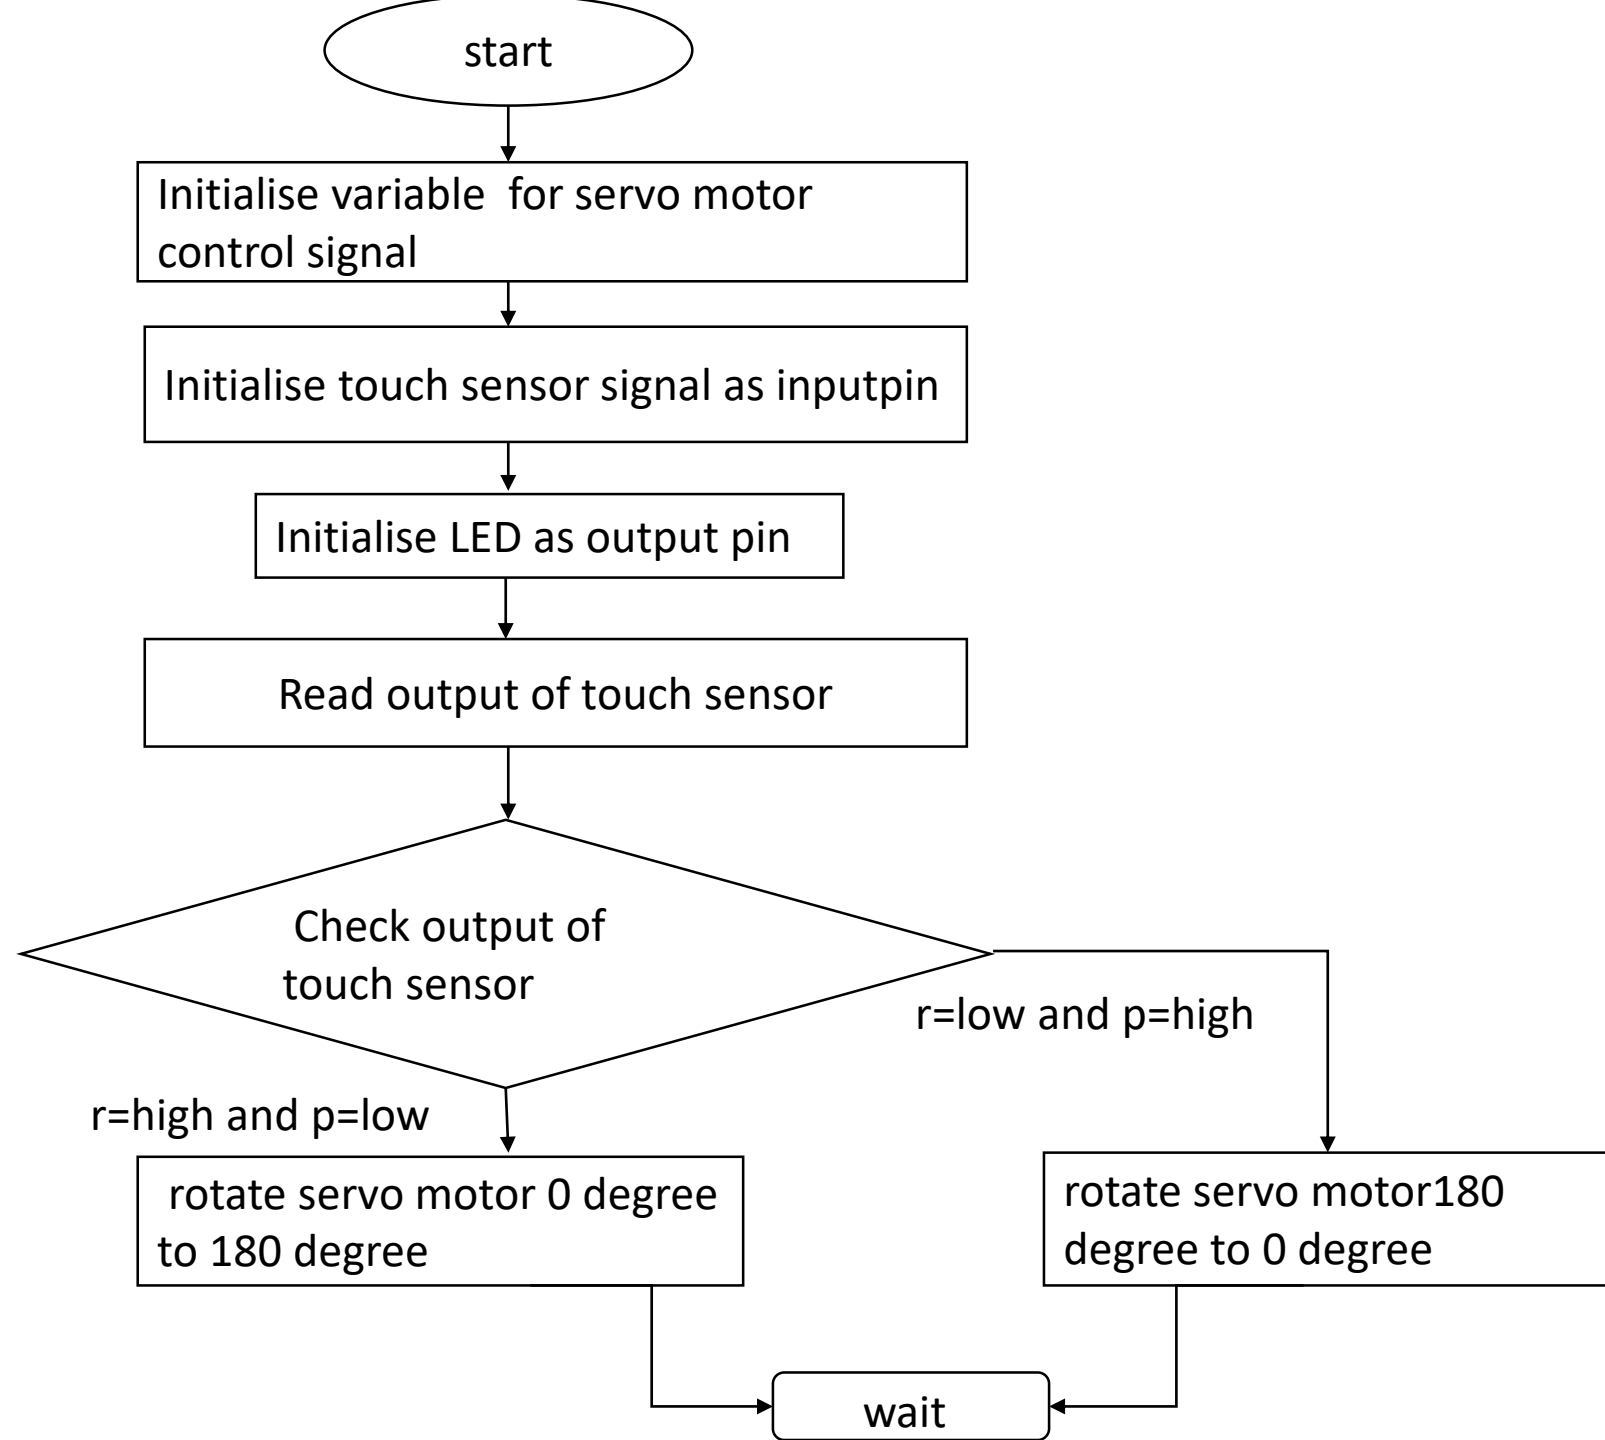 start
Initialise variable  for servo motor
control signal
Initialise touch sensor signal as inputpin
Initialise LED as output pin
Read output of touch sensor
Check output of
touch sensor
r=low and p=high
r=high and p=low
rotate servo motor 0 degree
to 180 degree
rotate servo motor180
degree to 0 degree
wait